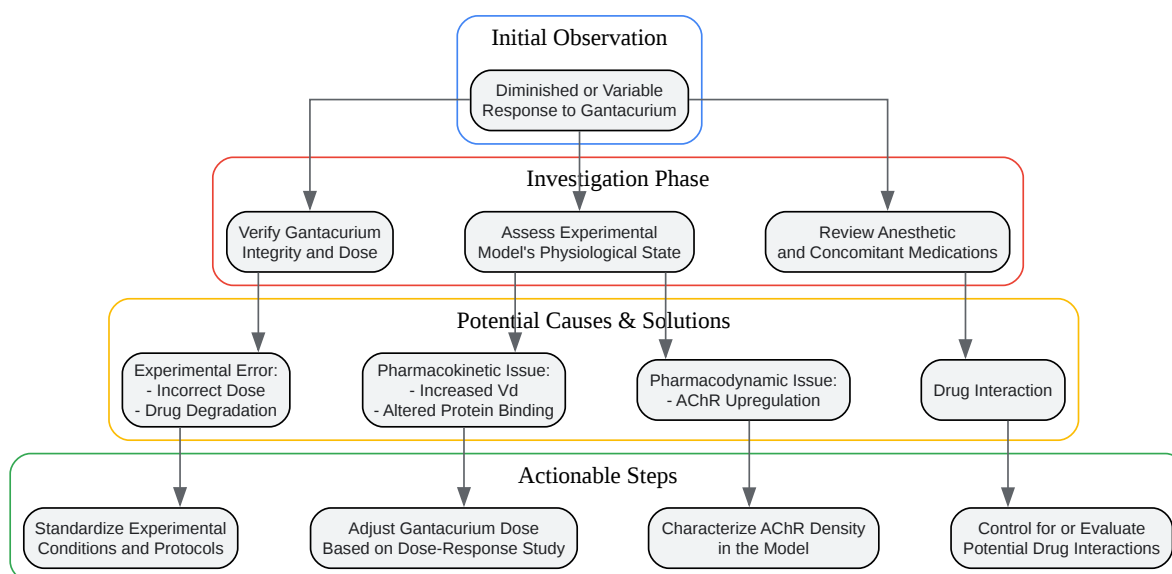 Initial Observation
Diminished or Variable
Response to Gantacurium
Investigation Phase
Verify Gantacurium
Integrity and Dose
Assess Experimental
Model's Physiological State
Review Anesthetic
and Concomitant Medications
Potential Causes & Solutions
Experimental Error:
- Incorrect Dose
- Drug Degradation
Pharmacokinetic Issue:
- Increased Vd
- Altered Protein Binding
Pharmacodynamic Issue:
- AChR Upregulation
Drug Interaction
Actionable Steps
Standardize Experimental
Conditions and Protocols
Adjust Gantacurium Dose
Based on Dose-Response Study
Characterize AChR Density
in the Model
Control for or Evaluate
Potential Drug Interactions